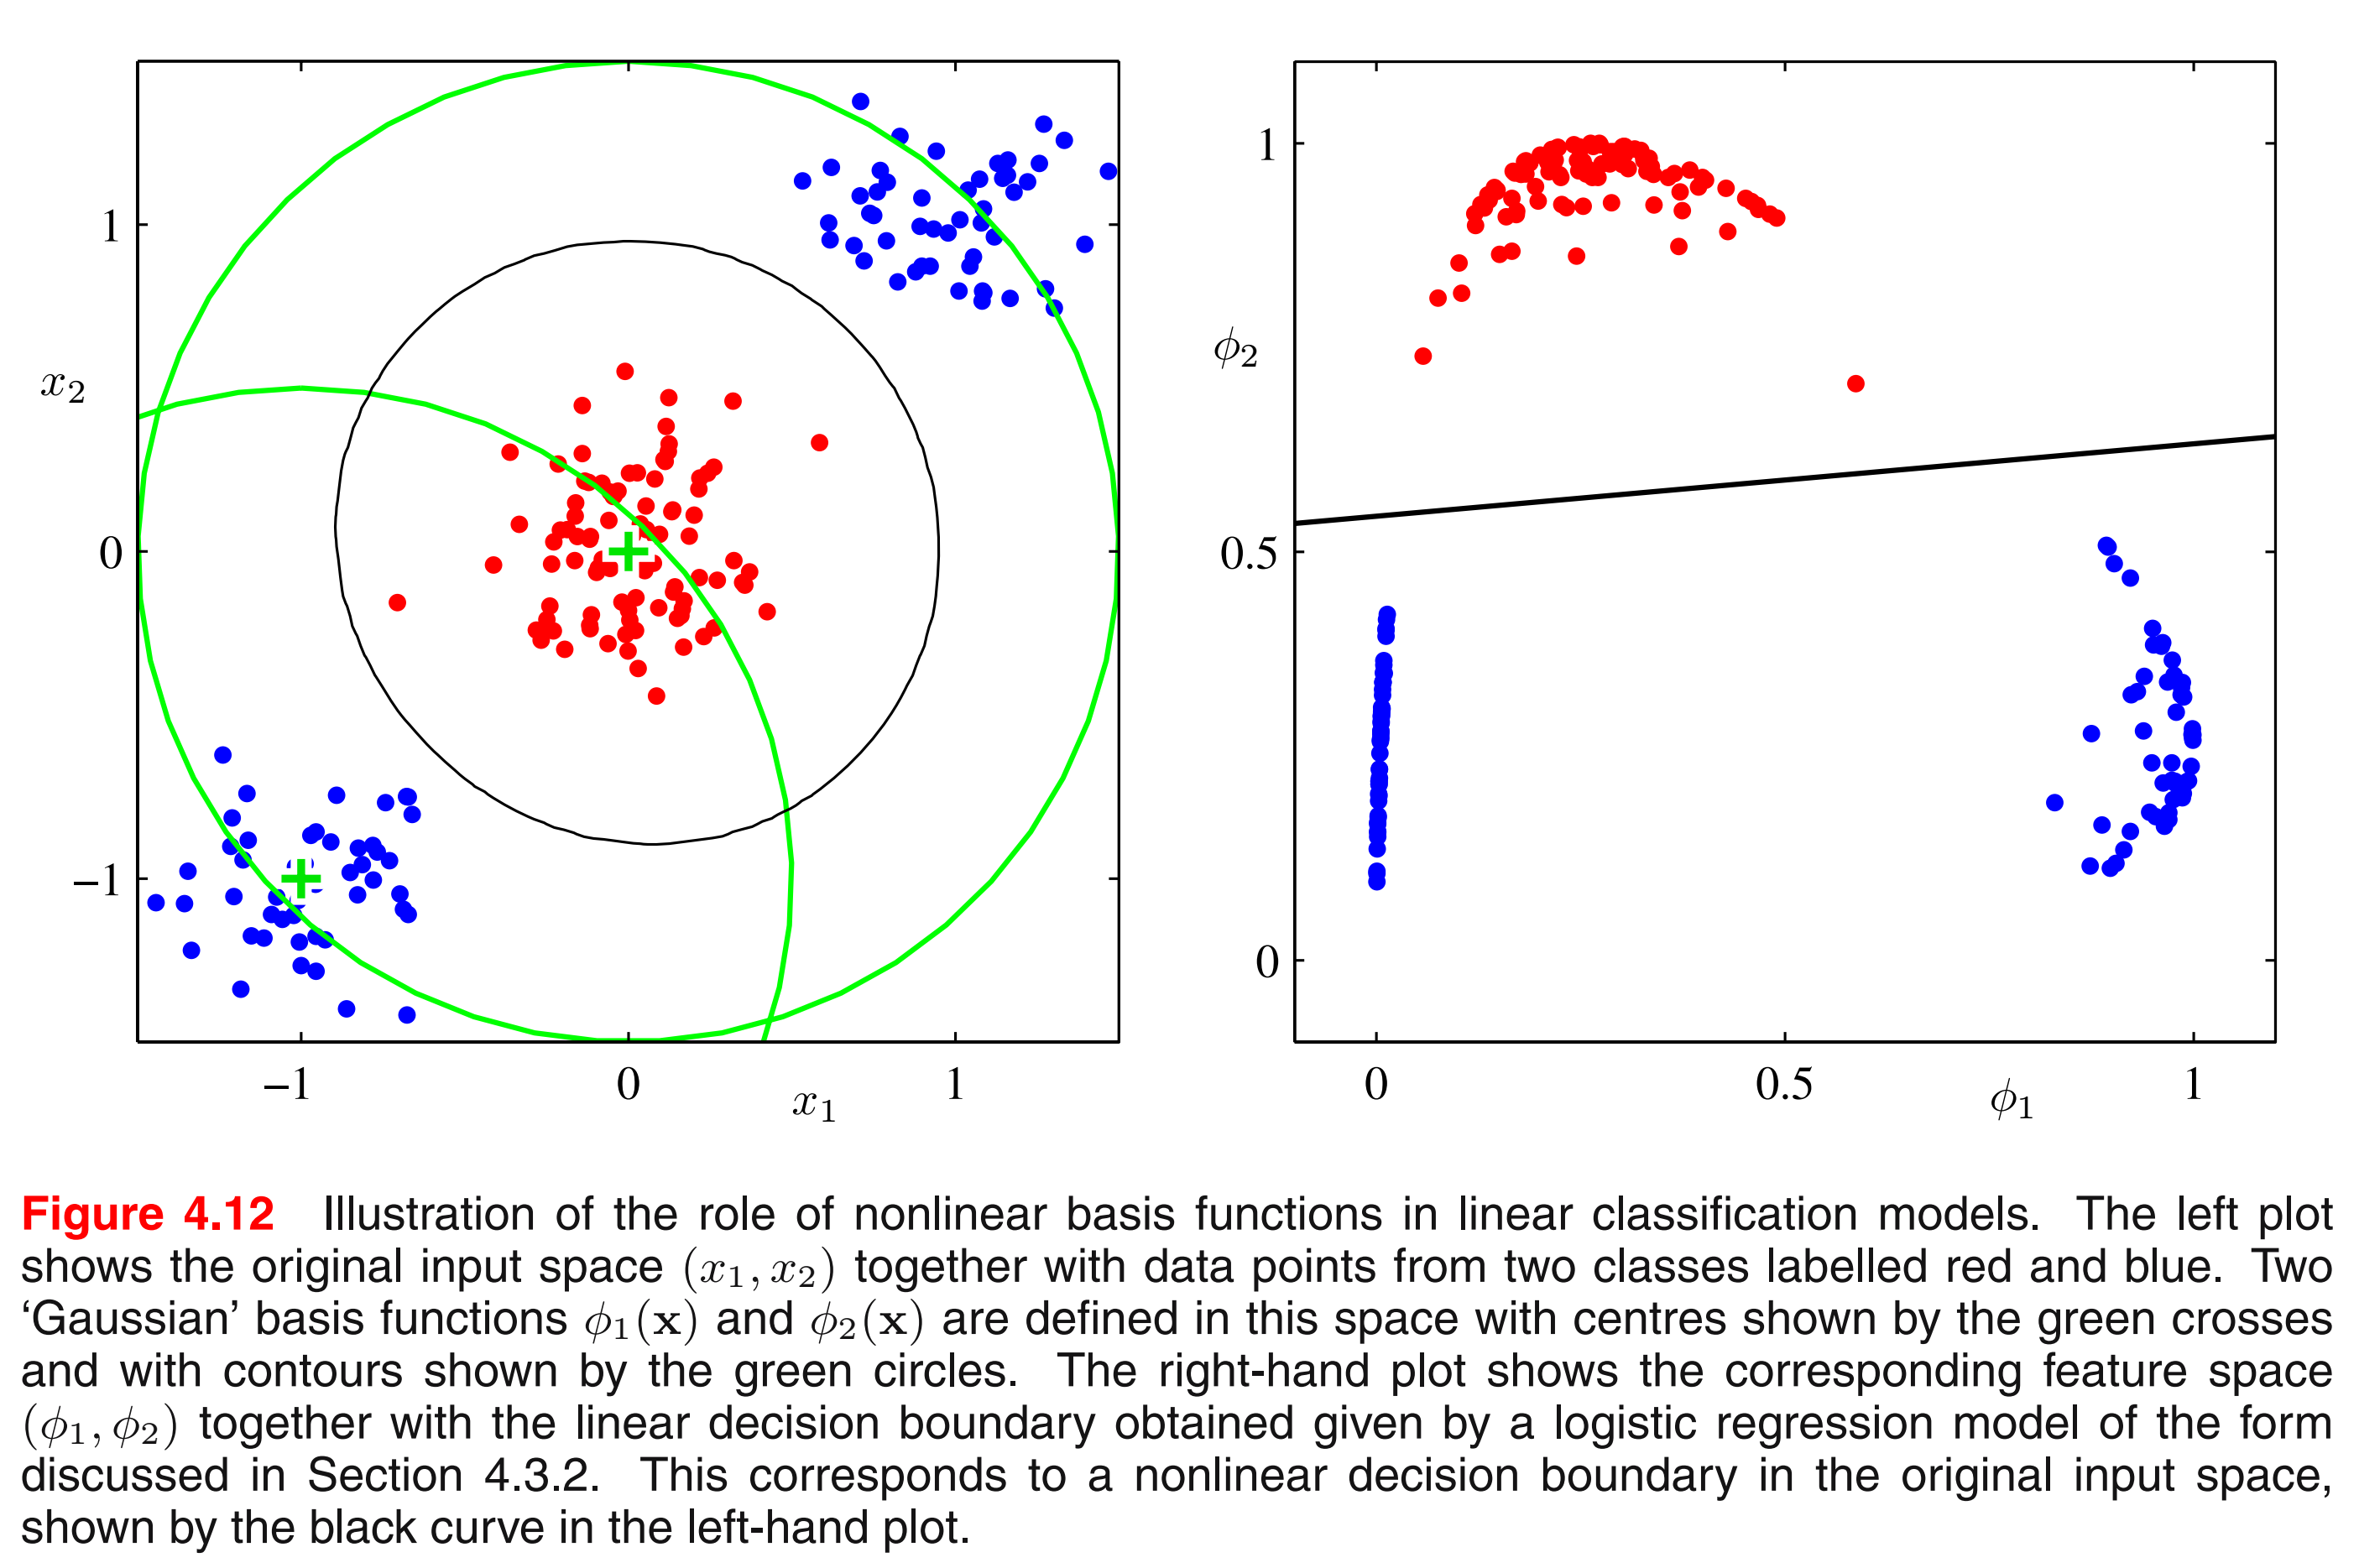 1
0
−1
x2
−1
0
1
x1
1
0.5
0
ϕ2
0
0.5
1
ϕ1
Figure 4.12 Illustration of the role of nonlinear basis functions in linear classification models. The left plot
shows the original input space (x1, x2) together with data points from two classes labelled red and blue. Two
‘Gaussian’ basis functions ϕ1(x) and ϕ2(x) are defined in this space with centres shown by the green crosses
and with contours shown by the green circles. The right-hand plot shows the corresponding feature space
(ϕ1, ϕ2) together with the linear decision boundary obtained given by a logistic regression model of the form
discussed in Section 4.3.2. This corresponds to a nonlinear decision boundary in the original input space,
shown by the black curve in the left-hand plot.